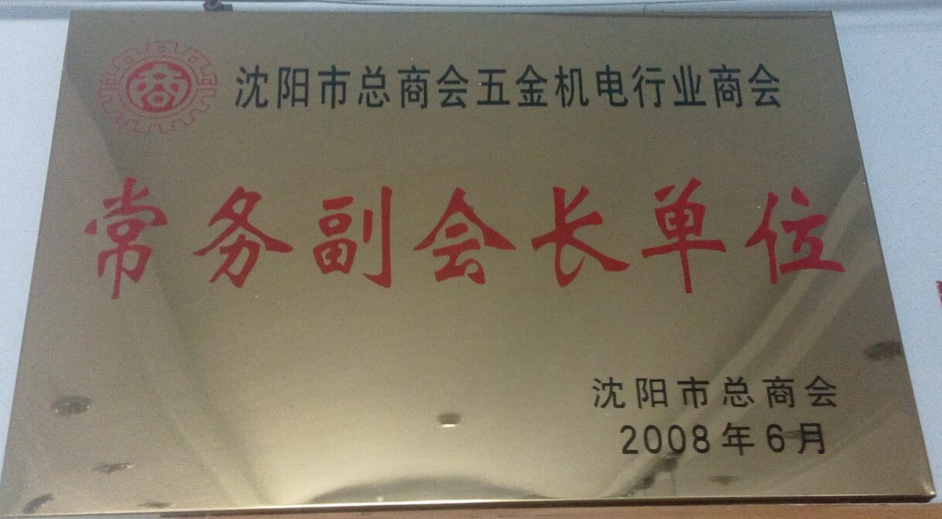 商 沈阳市总商会五金机电行业商会
常务副会长单位
沈阳市总商会
2008年6月